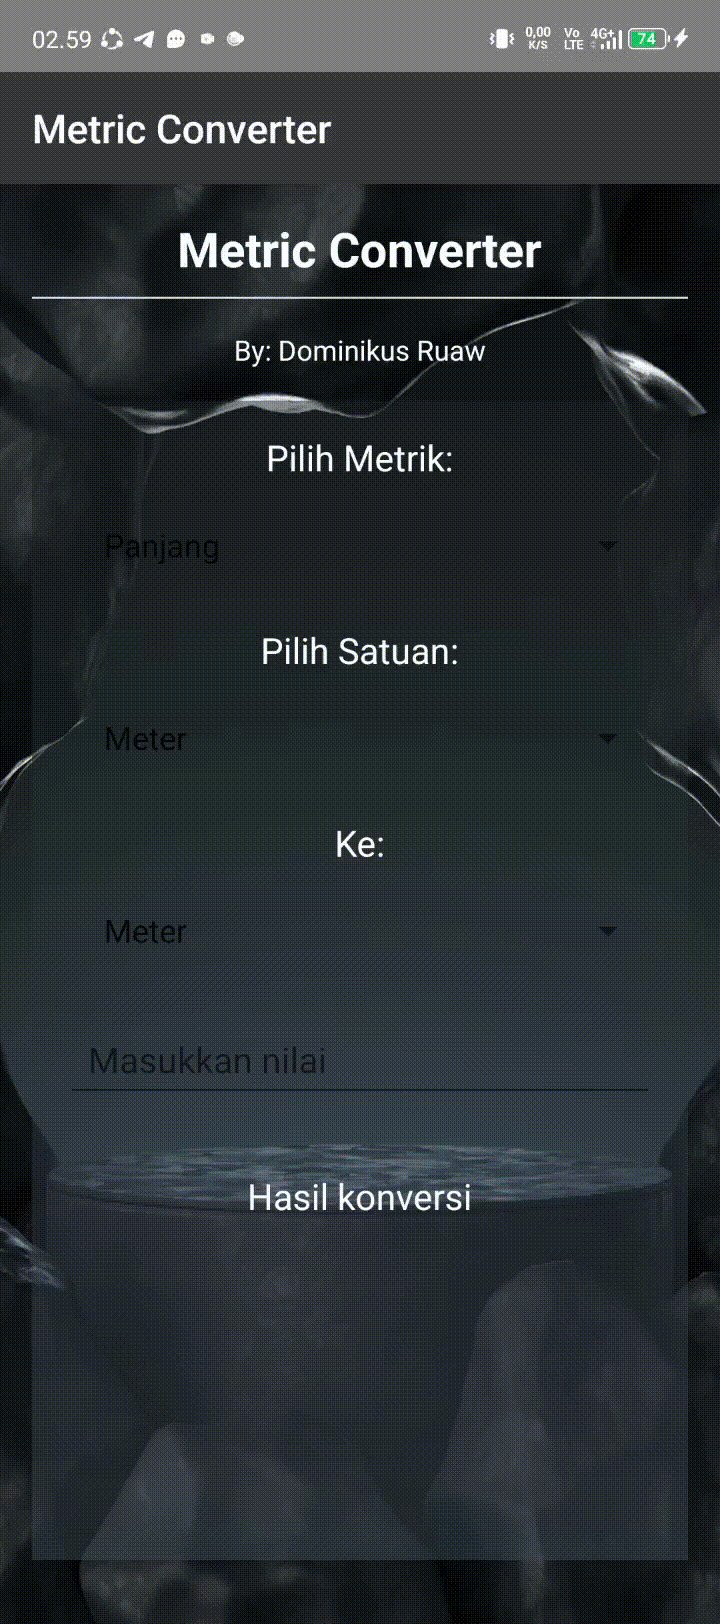 02.59 0,00 K/S Vo LTE 4G+ 74
Metric Converter
Metric Converter
By: Dominikus Ruaw
Pilih Metrik:
Panjang
Pilih Satuan:
Meter
Ke:
Meter
Masukkan nilai
Hasil konversi